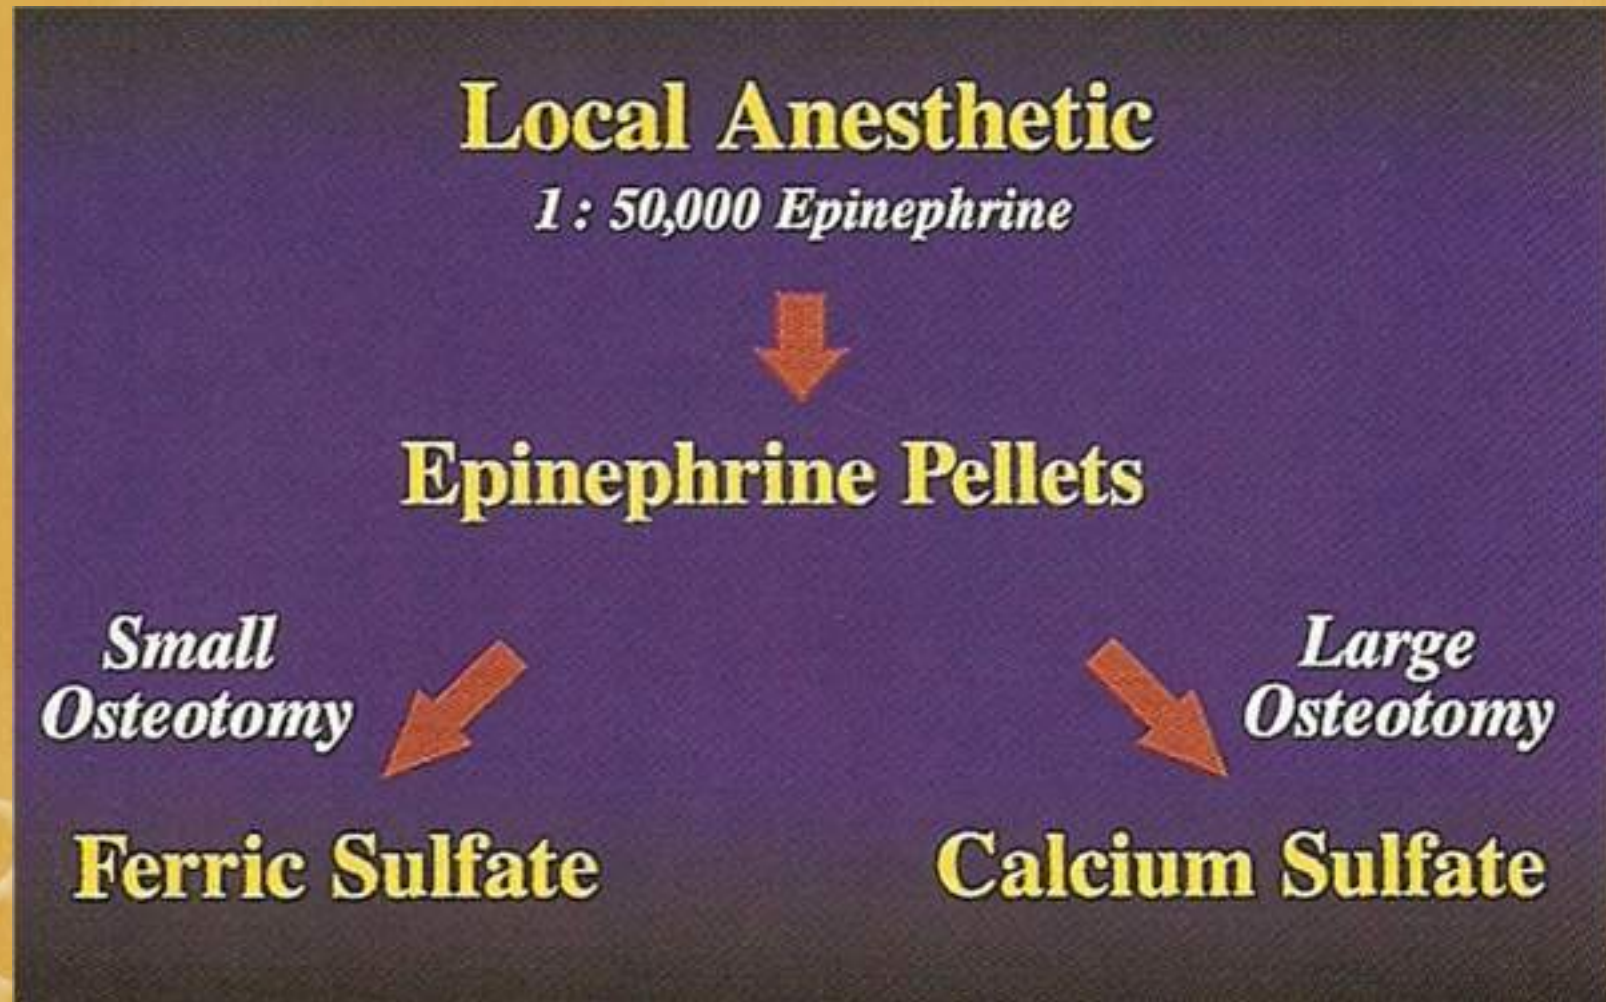 Local Anesthetic
1 : 50,000 Epinephrine
Epinephrine Pellets
Small
Osteotomy
Large
Osteotomy
Ferric Sulfate
Calcium Sulfate